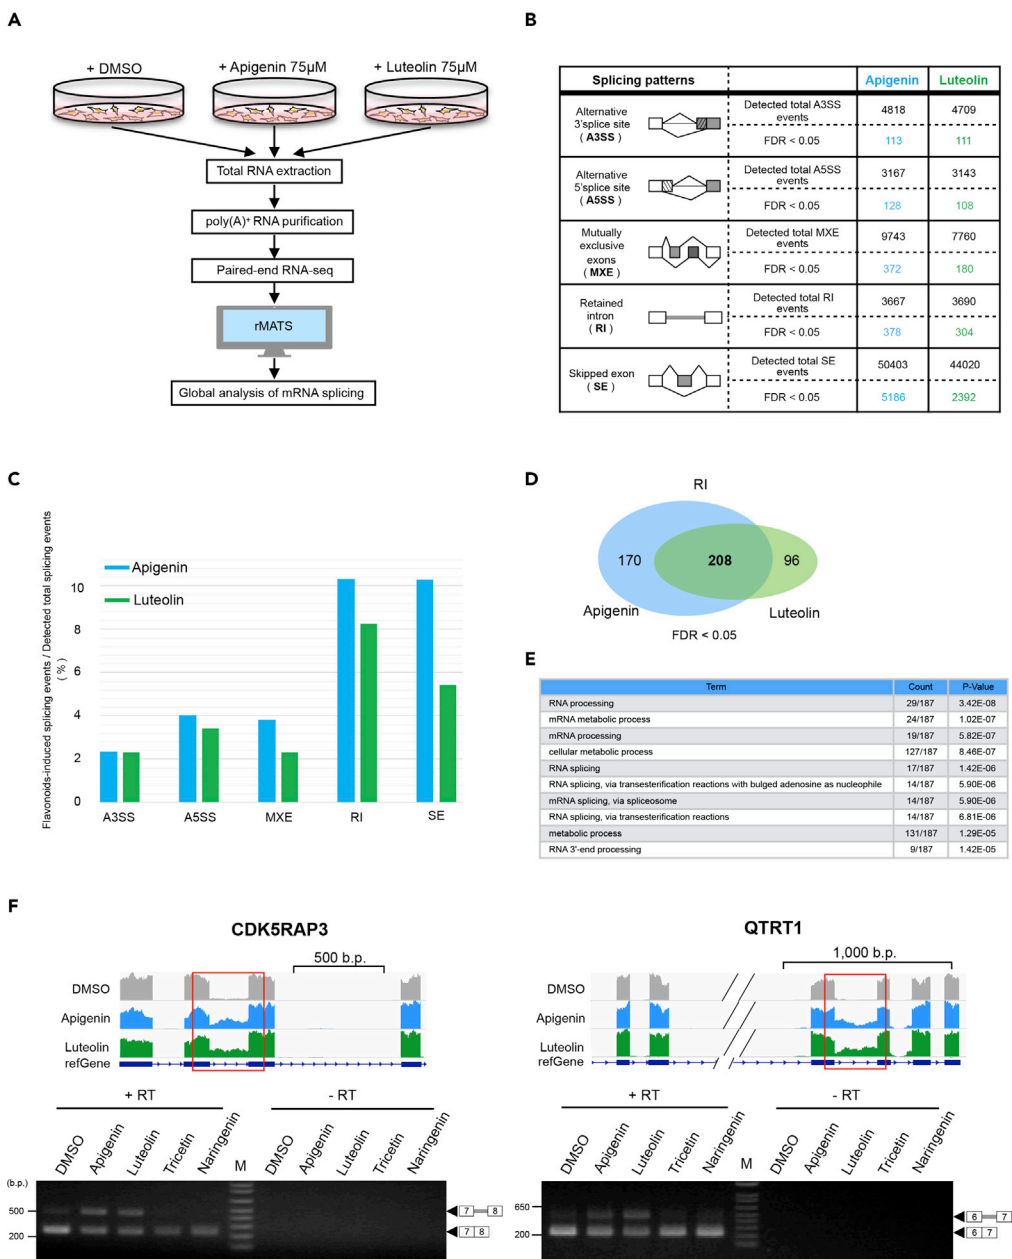 A
+ DMSO
+ Apigenin 75µM
+ Luteolin 75µM
Total RNA extraction
poly(A)+ RNA purification
Paired-end RNA-seq
rMATS
Global analysis of mRNA splicing
B
Splicing patterns Apigenin Luteolin
Alternative 3'splice site ( A3SS )
Detected total A3SS events 4818 4709
FDR < 0.05 113 111
Alternative 5'splice site ( A5SS )
Detected total A5SS events 3167 3143
FDR < 0.05 128 108
Mutually exclusive exons ( MXE )
Detected total MXE events 9743 7760
FDR < 0.05 372 180
Retained intron ( RI )
Detected total RI events 3667 3690
FDR < 0.05 378 304
Skipped exon ( SE )
Detected total SE events 50403 44020
FDR < 0.05 5186 2392
C
Flavonoids-induced splicing events / Detected total splicing events
( % )
Apigenin
Luteolin
10
8
6
4
2
0
A3SS A5SS MXE RI SE
D
RI
170 208 96
Apigenin
Luteolin
FDR < 0.05
E
Term Count P-Value
RNA processing 29/187 3.42E-08
mRNA metabolic process 24/187 1.02E-07
mRNA processing 19/187 5.82E-07
cellular metabolic process 127/187 8.46E-07
RNA splicing 17/187 1.42E-06
RNA splicing, via transesterification reactions with bulged adenosine as nucleophile 14/187 5.90E-06
mRNA splicing, via spliceosome 14/187 5.90E-06
RNA splicing, via transesterification reactions 14/187 6.81E-06
metabolic process 131/187 1.29E-05
RNA 3'-end processing 9/187 1.42E-05
F
CDK5RAP3
500 b.p.
DMSO
Apigenin
Luteolin
refGene
+ RT - RT
DMSO Apigenin Luteolin Tricetin Naringenin M DMSO Apigenin Luteolin Tricetin Naringenin
(b.p.)
500
200
7 8
7 8
QTRT1
1,000 b.p.
DMSO
Apigenin
Luteolin
refGene
+ RT - RT
DMSO Apigenin Luteolin Tricetin Naringenin M DMSO Apigenin Luteolin Tricetin Naringenin
650
200
6 7
6 7